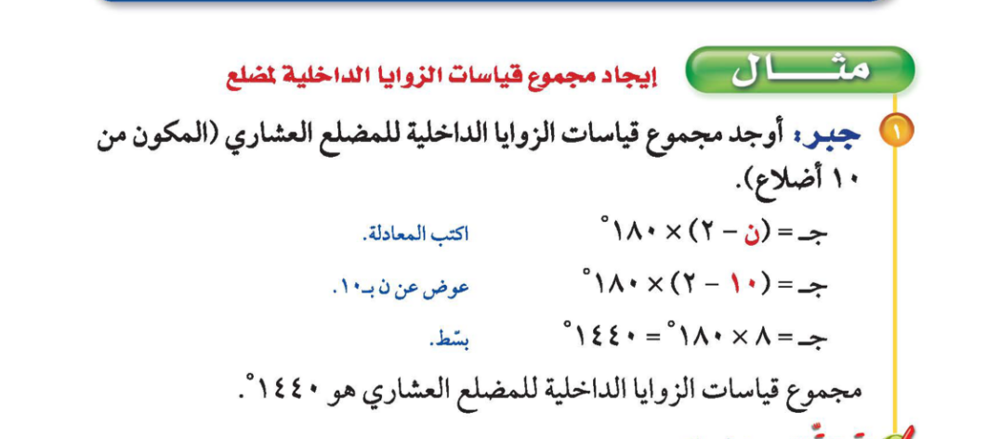 مثـــال
إيجاد مجموع قياسات الزوايا الداخلية لمضلع
١ جبر: أوجد مجموع قياسات الزوايا الداخلية للمضلع العشاري (المكون من
١٠ أضلاع).
جـ = (ن – ٢) × ١٨٠° اكتب المعادلة.
جـ = (١٠ – ٢) × ١٨٠° عوض عن ن بـ١٠.
جـ = ٨ × ١٨٠° = ١٤٤٠° بسّط.
مجموع قياسات الزوايا الداخلية للمضلع العشاري هو ١٤٤٠°.